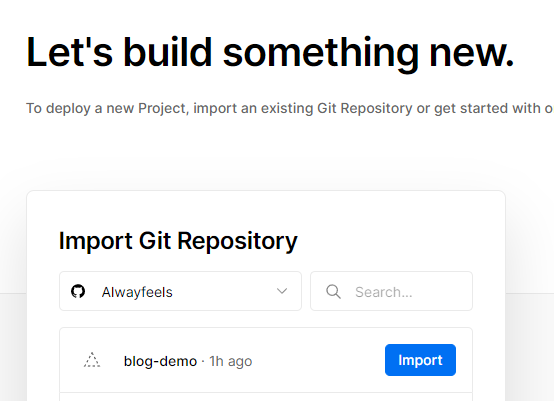 Let's build something new.
To deploy a new Project, import an existing Git Repository or get started with o
Import Git Repository
Alwayfeels
Search...
blog-demo · 1h ago
Import